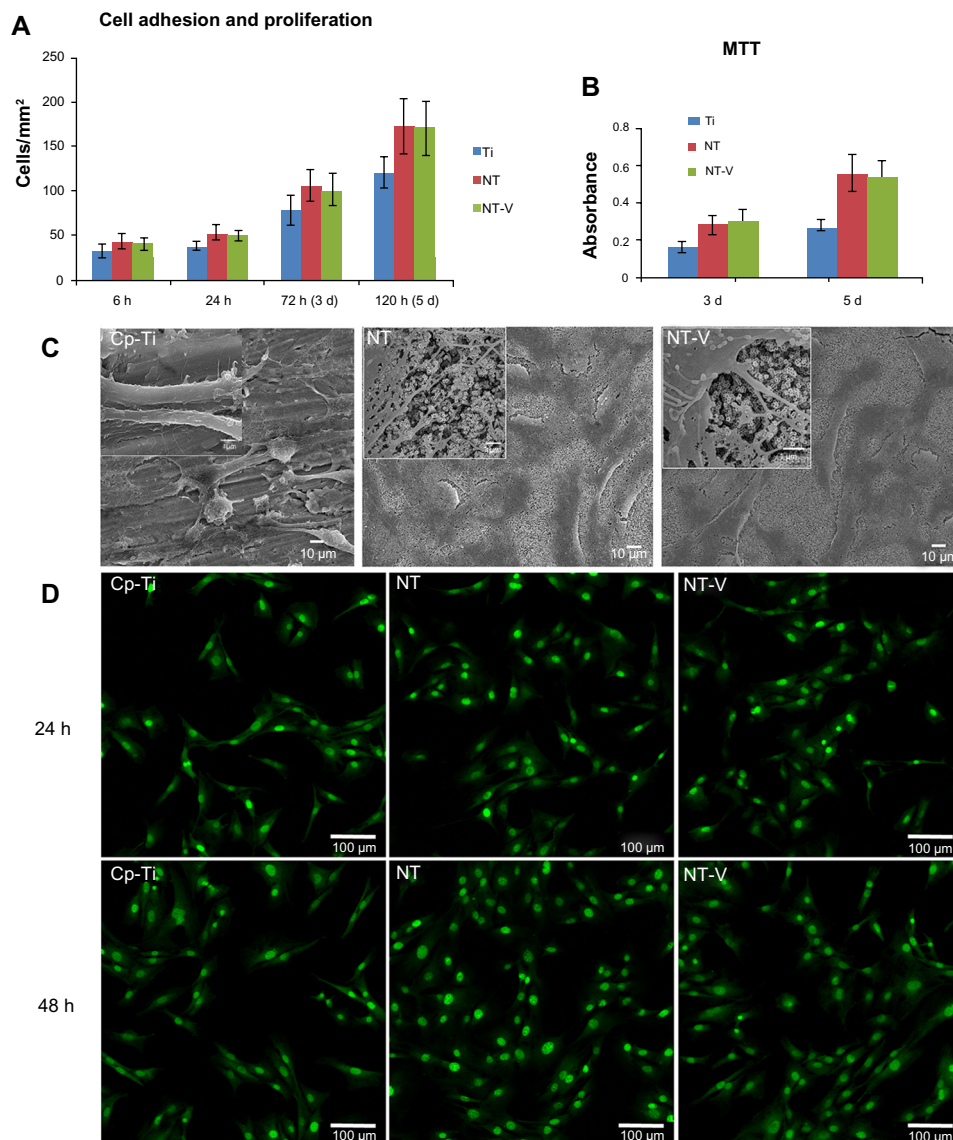 A
Cell adhesion and proliferation
Cells/mm²
250
200
150
100
50
0
6 h
24 h
72 h (3 d)
120 h (5 d)
Ti
NT
NT-V
MTT
B
Absorbance
0.8
0.6
0.4
0.2
0
3 d
5 d
Ti
NT
NT-V
C
Cp-Ti
10 µm
NT
10 µm
NT-V
10 µm
D
24 h
Cp-Ti
100 µm
NT
100 µm
NT-V
100 µm
48 h
Cp-Ti
100 µm
NT
100 µm
NT-V
100 µm